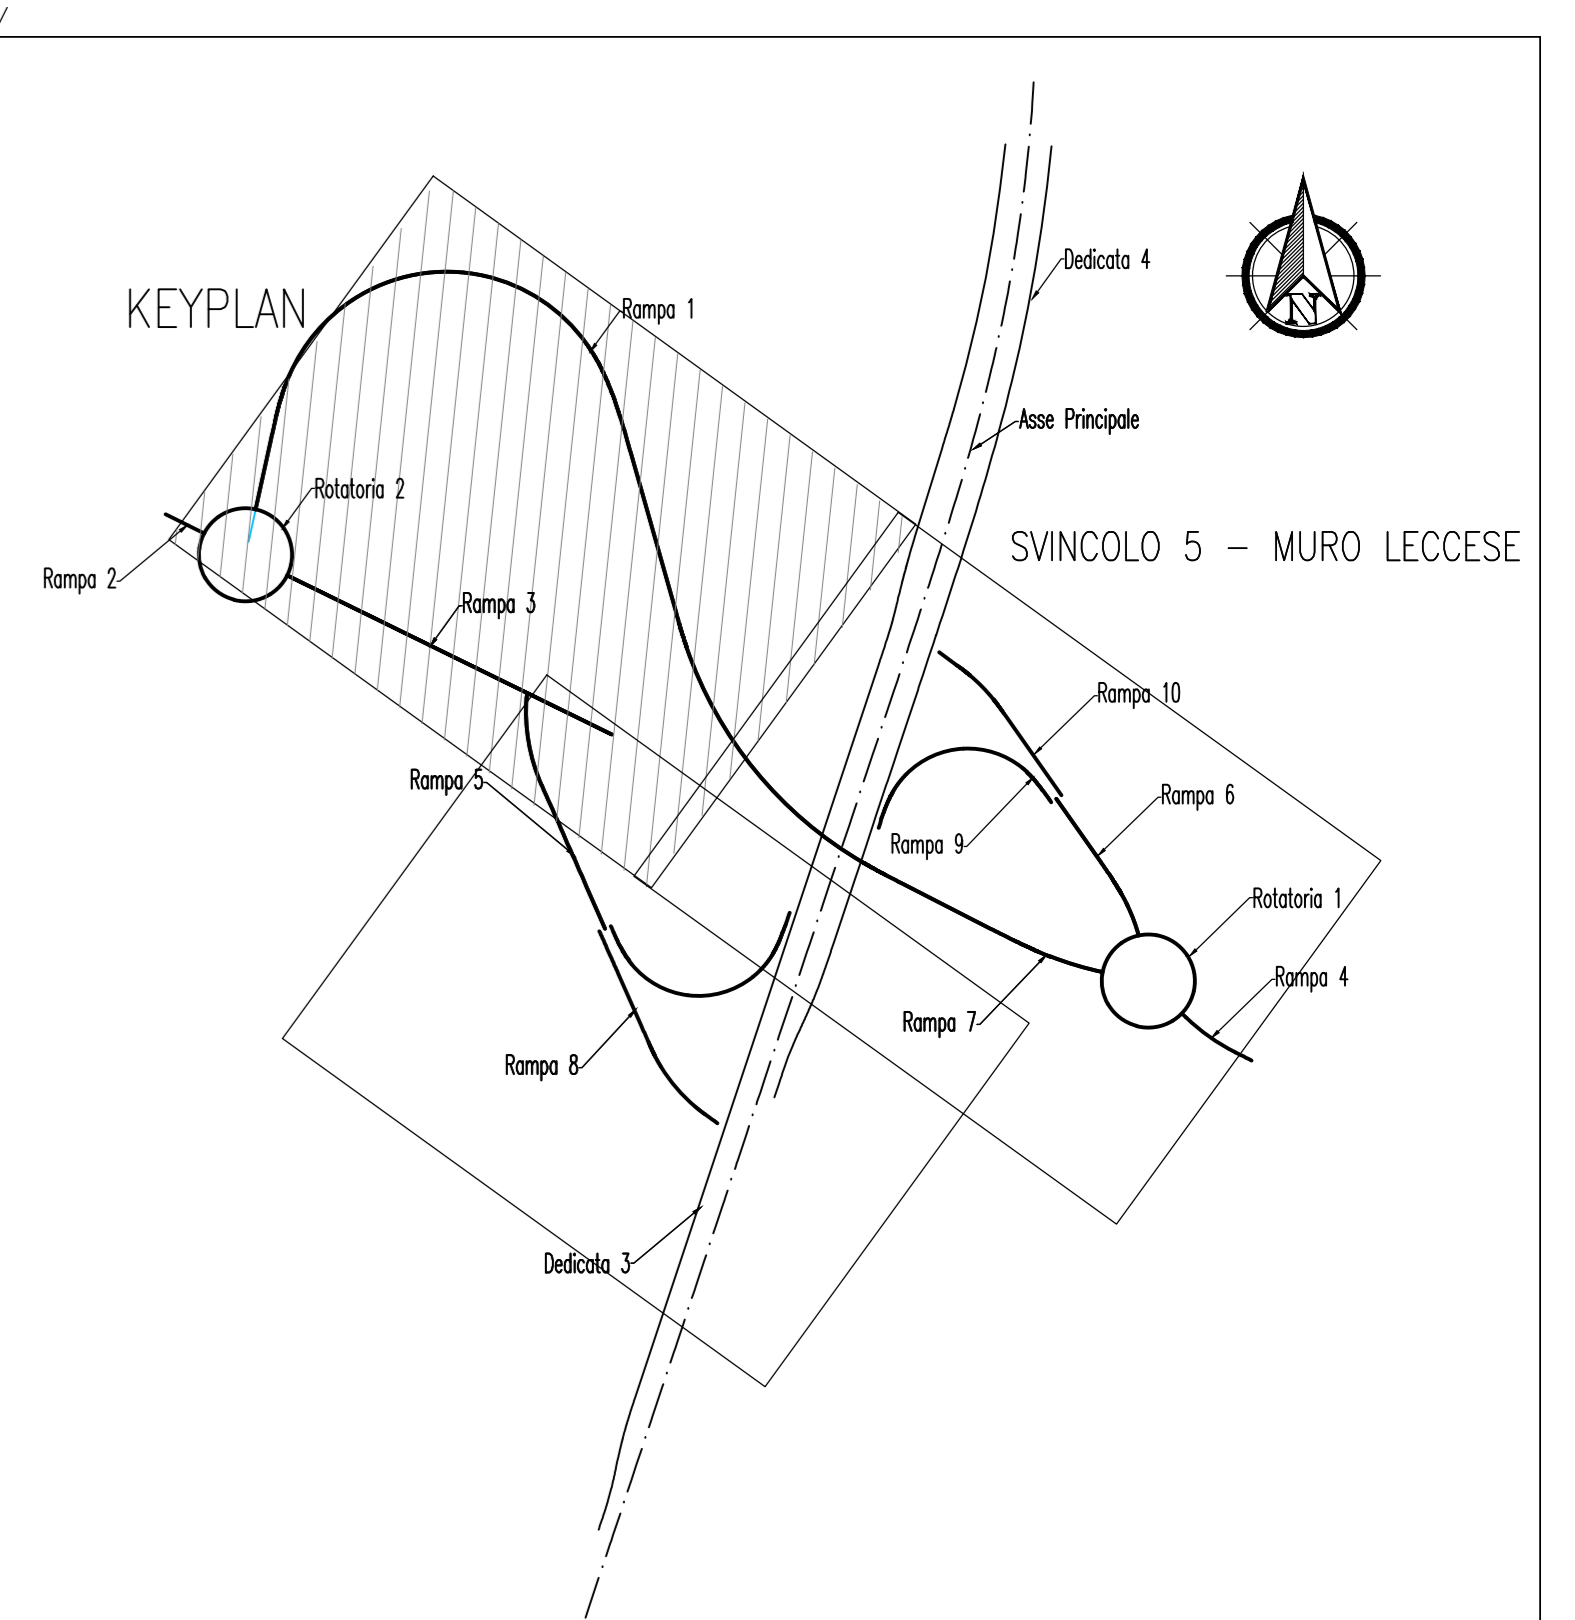 Dedicata 4
KEYPLAN
Rampa 1
N
Asse Principale
Rotatoria 2
SVINCOLO 5 – MURO LECCESE
Rampa 2
Rampa 3
Rampa 10
Rampa 5
Rampa 6
Rampa 9
Rotatoria 1
Rampa 4
Rampa 7
Rampa 8
Dedicata 3